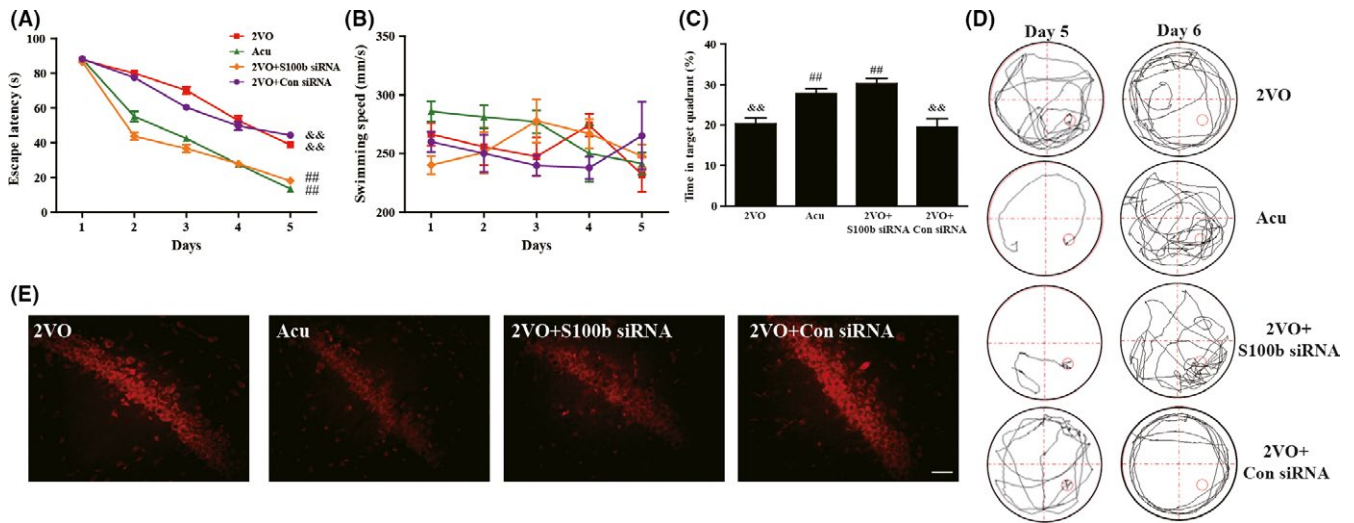 (A)
100
80
60
40
20
0
Escape latency (s)
1 2 3 4 5
Days
2VO
Acu
2VO+S100b siRNA
2VO+Con siRNA
&&
&&
##
##
(B)
300
250
200
Swimming speed (mm/s)
1 2 3 4 5
Days
(C)
40
30
20
10
0
Time in target quadrant (%)
&& ## ## &&
2VO Acu 2VO+ 2VO+
S100b siRNA Con siRNA
(D)
Day 5 Day 6
2VO
Acu
2VO+
S100b siRNA
2VO+
Con siRNA
(E)
2VO Acu 2VO+S100b siRNA 2VO+Con siRNA